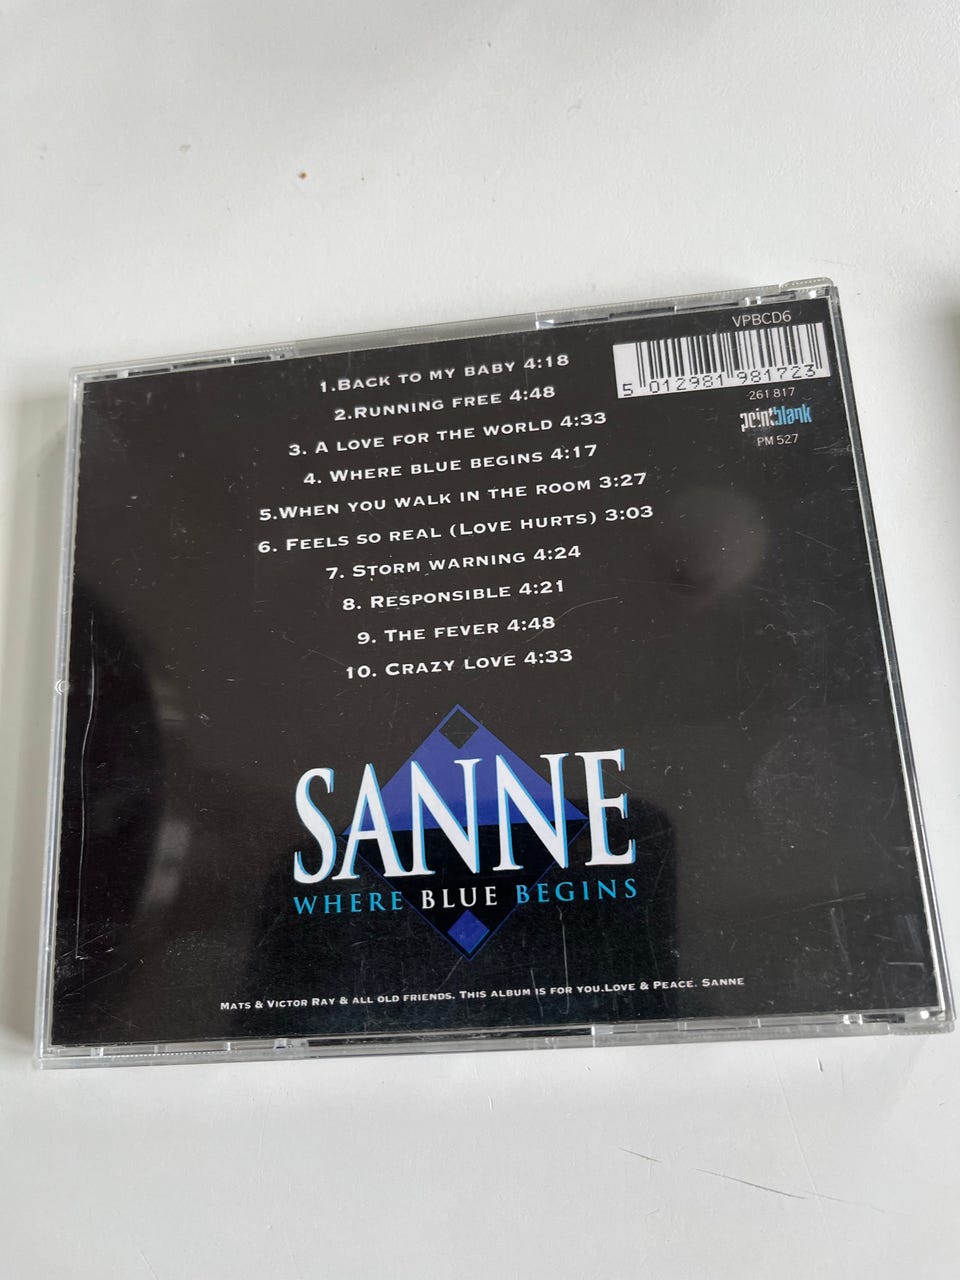 VPBCD6
5 012981 981723
261 817
pointblank
PM 527
1.BACK TO MY BABY 4:18
2.RUNNING FREE 4:48
3. A LOVE FOR THE WORLD 4:33
4. WHERE BLUE BEGINS 4:17
5.WHEN YOU WALK IN THE ROOM 3:27
6. FEELS SO REAL (LOVE HURTS) 3:03
7. STORM WARNING 4:24
8. RESPONSIBLE 4:21
9. THE FEVER 4:48
10. CRAZY LOVE 4:33
SANNE
WHERE BLUE BEGINS
MATS & VICTOR RAY & ALL OLD FRIENDS. THIS ALBUM IS FOR YOU.LOVE & PEACE. SANNE